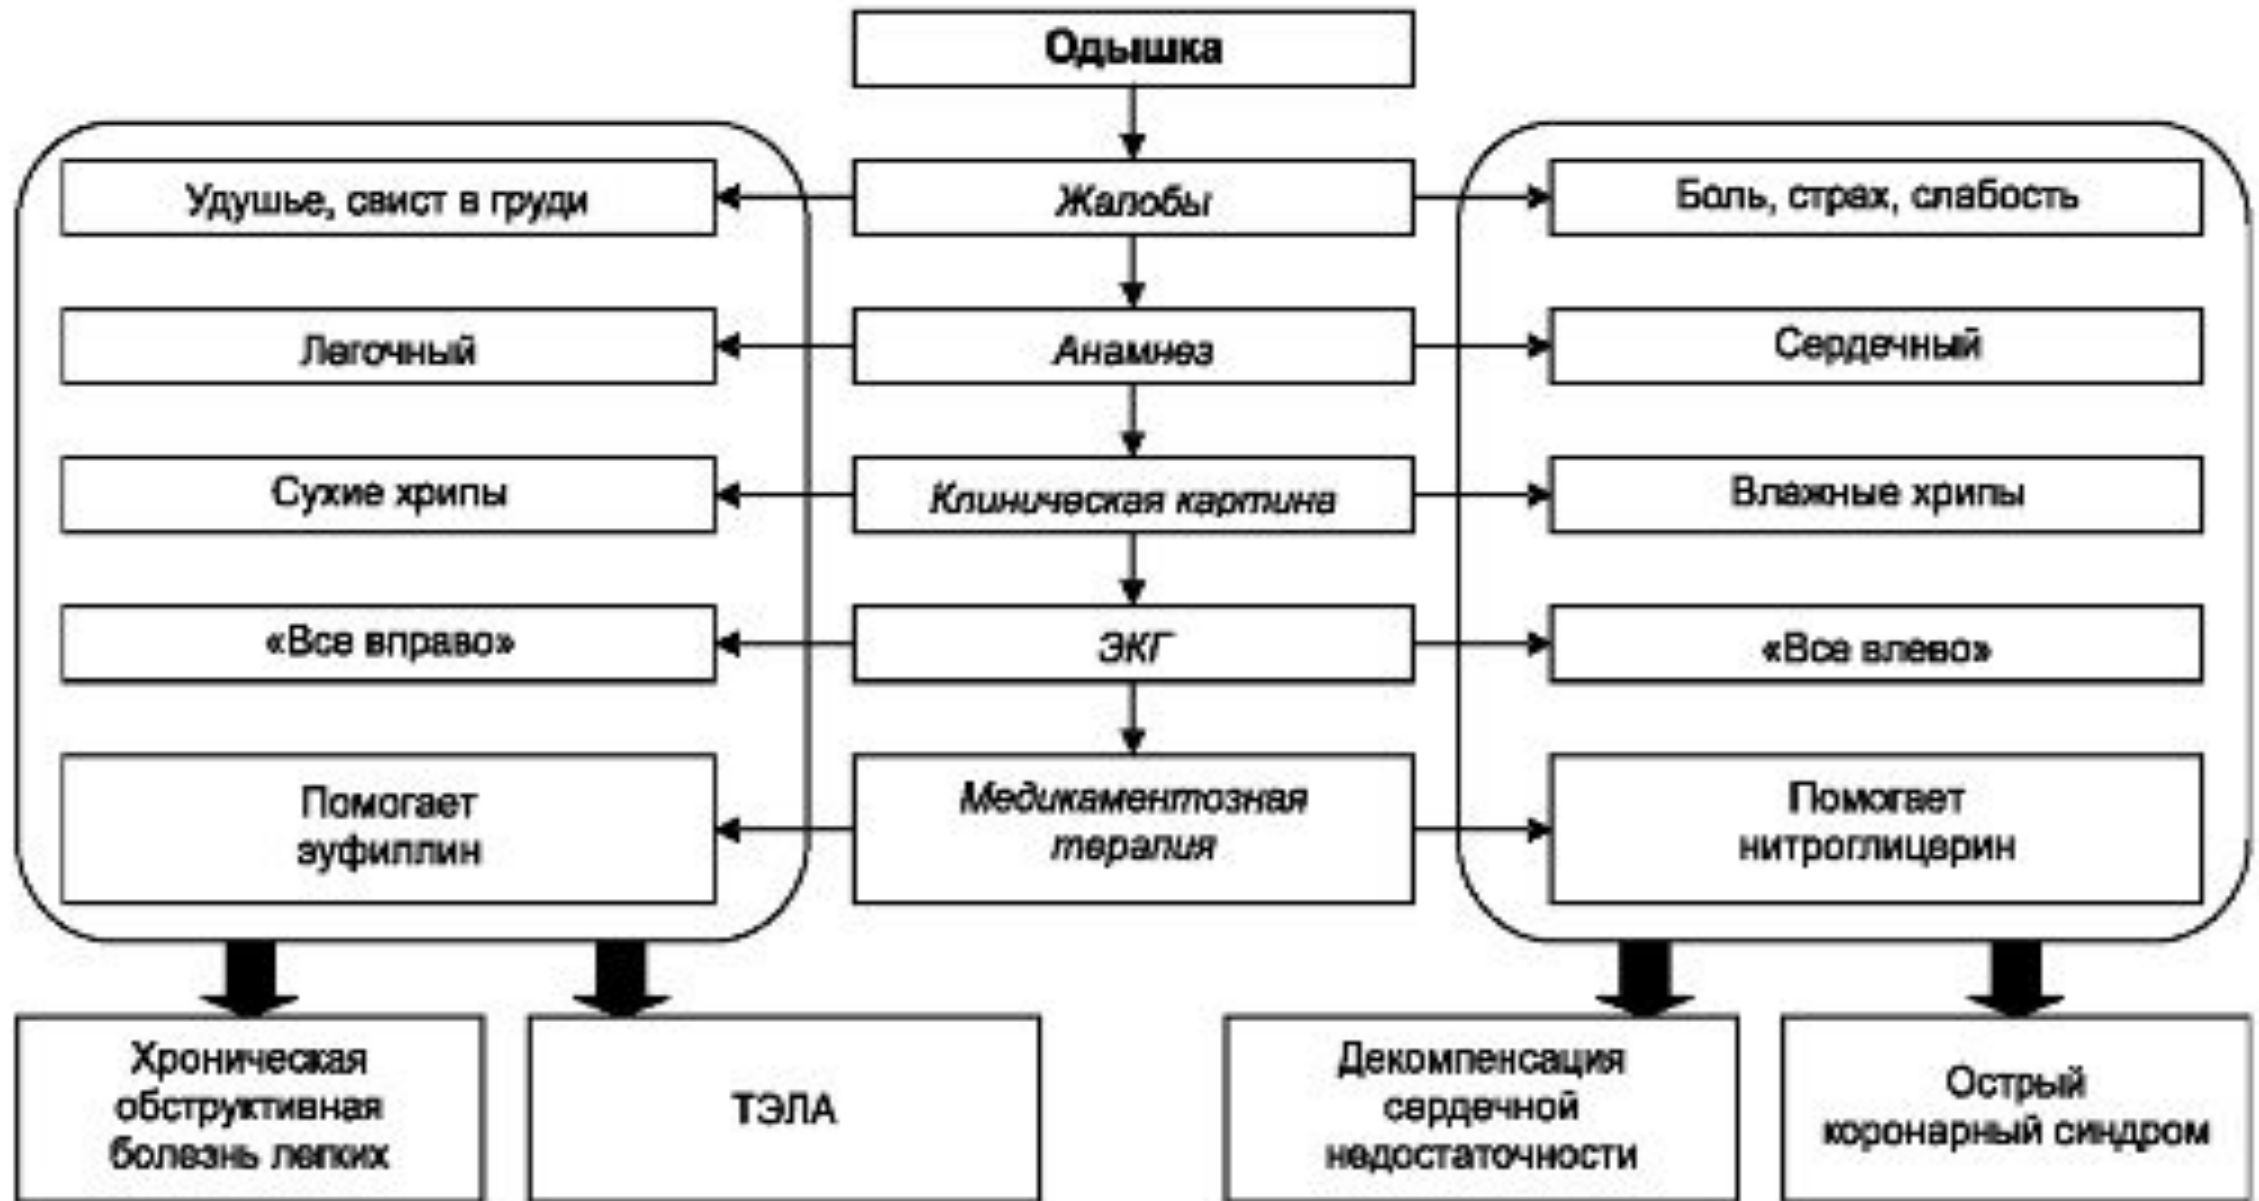 Одышка
Удушье, свист в груди
Жалобы
Боль, страх, слабость
Легочный
Анамнез
Сердечный
Сухие хрипы
Клиническая картина
Влажные хрипы
«Все вправо»
ЭКГ
«Все влево»
Помогает
эуфиллин
Медикаментозная
терапия
Помогает
нитроглицерин
Хроническая
обструктивная
болезнь легких
ТЭЛА
Декомпенсация
сердечной
недостаточности
Острый
коронарный синдром